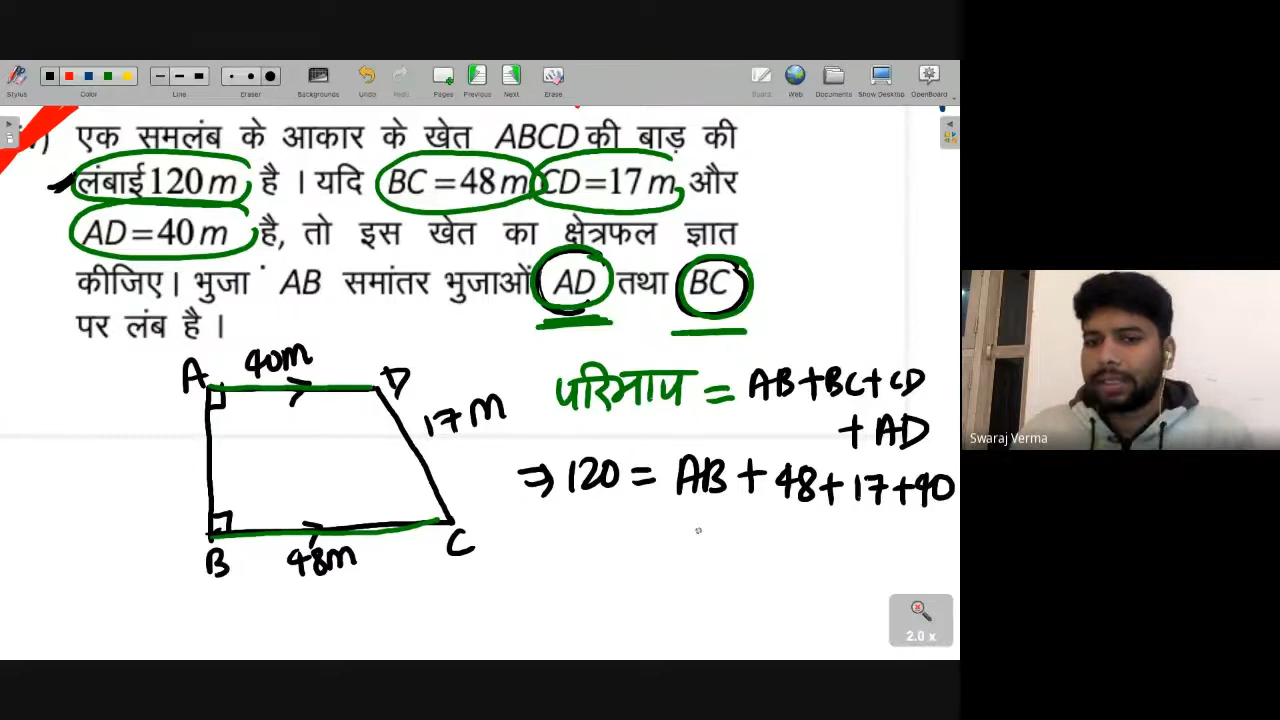 Stylus
Color
Line
Eraser
Backgrounds
Undo
Redo
Pages
Previous
Next
Erase
Board
Web
Documents
Show Desktop
OpenBoard
एक समलंब के आकार के खेत ABCD की बाड़ की
लंबाई 120 m है । यदि BC = 48 m CD = 17 m, और
AD = 40 m है, तो इस खेत का क्षेत्रफल ज्ञात
कीजिए। भुजा AB समांतर भुजाओं AD तथा BC
पर लंब है ।
A 40m D
17 m
B 48m C
परिमाप = AB + BC + CD
+ AD
⇒ 120 = AB + 48 + 17 + 40
Swaraj Verma
2.0 x